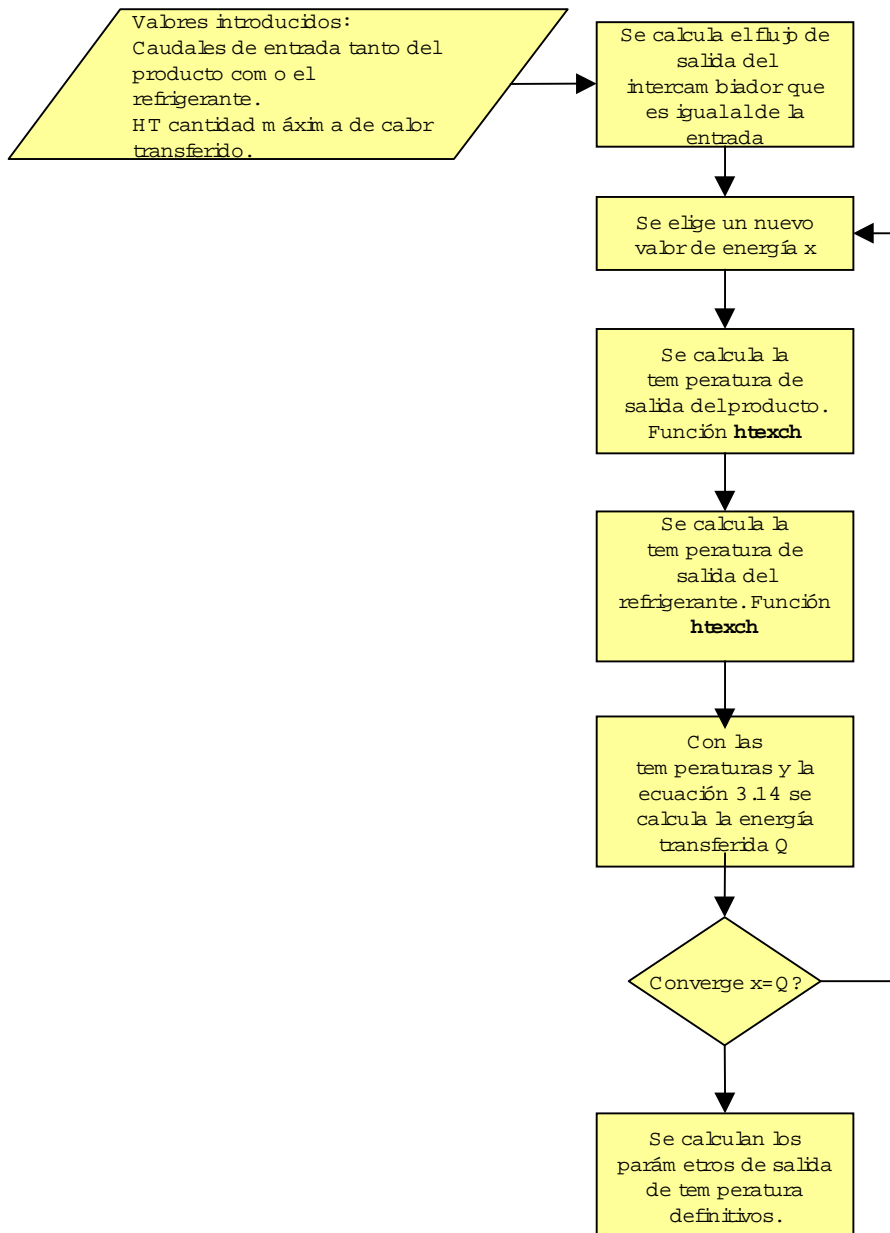 Valores introducidos:
Caudales de entrada tanto del
producto como el
refrigerante.
HT cantidad máxima de calor
transferido.
Se calcula el flujo de
salida del
intercambiador que
es igual al de la
entrada
Se elige un nuevo
valor de energía x
Se calcula la
temperatura de
salida del producto.
Función htexch
Se calcula la
temperatura de
salida del
refrigerante. Función
htexch
Con las
temperaturas y la
ecuación 3.14 se
calcula la energía
transferida Q
Converge x=Q?
Se calculan los
parámetros de salida
de temperatura
definitivos.